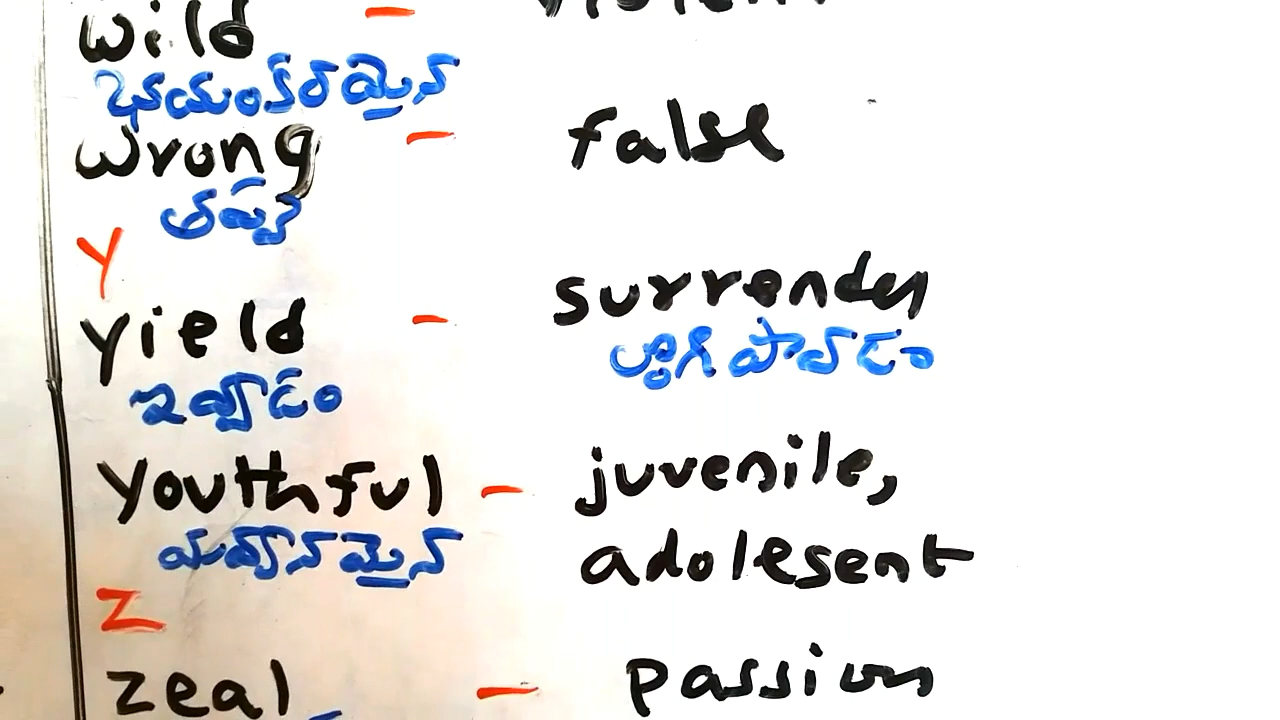 wild -
భయంకరమైన
wrong - false
తప్పు
Y
yield - surrender
ఇవ్వడం లొంగిపోవడం
youthful - juvenile,
యవ్వనమైన
adolesent
Z
zeal - passion